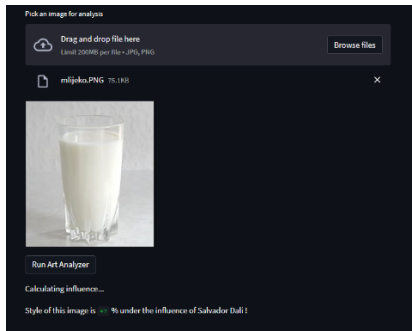 Pick an image for analysis
Drag and drop file here
Limit 200MB per file • JPG, PNG
Browse files
mlijeko.PNG 75.1KB
Run Art Analyzer
Calculating influence...
Style of this image is % under the influence of Salvador Dali !